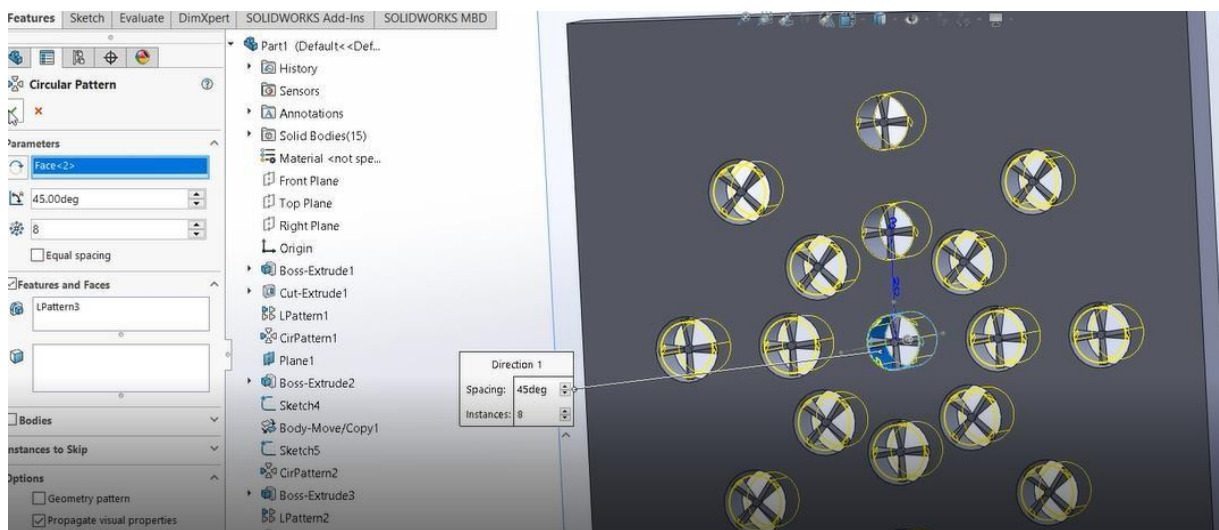 Features Sketch Evaluate DimXpert SOLIDWORKS Add-Ins SOLIDWORKS MBD
Circular Pattern
Parameters
Face<2>
45.00deg
8
Equal spacing
Features and Faces
LPattern3
Bodies
Instances to Skip
Options
Geometry pattern
Propagate visual properties
Part1 (Default<<Def...
History
Sensors
Annotations
Solid Bodies(15)
Material <not spe...
Front Plane
Top Plane
Right Plane
Origin
Boss-Extrude1
Cut-Extrude1
LPattern1
CirPattern1
Plane1
Boss-Extrude2
Sketch4
Body-Move/Copy1
Sketch5
CirPattern2
Boss-Extrude3
LPattern2
Direction 1
Spacing: 45deg
Instances: 8